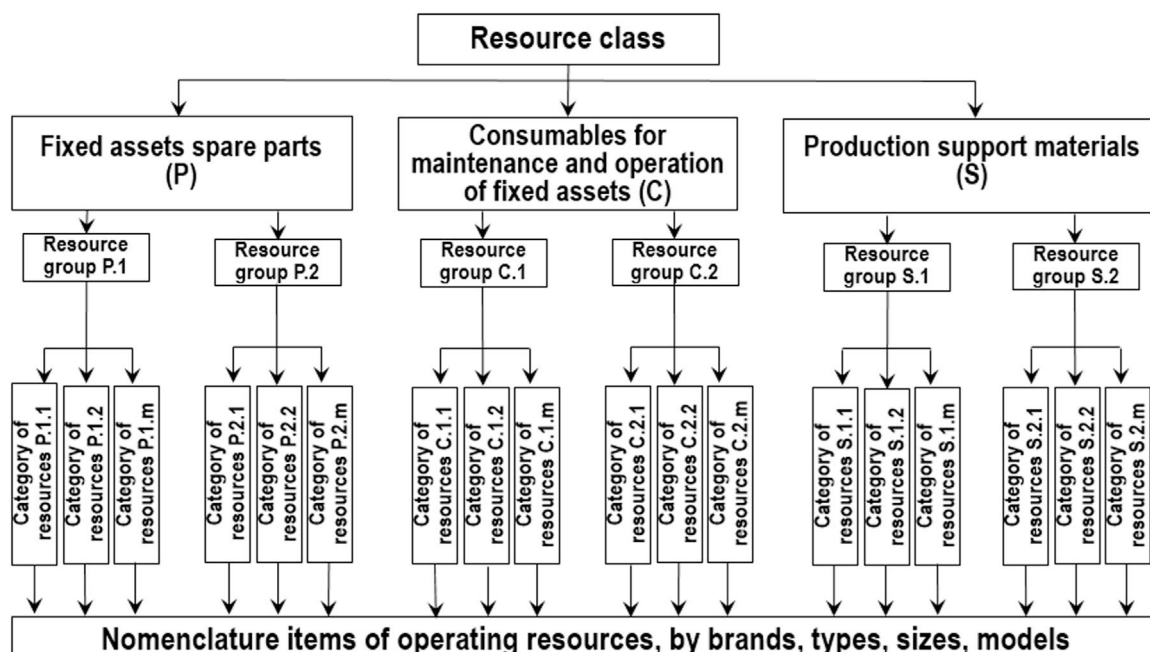 Resource class
Fixed assets spare parts
(P)
Consumables for
maintenance and operation
of fixed assets (C)
Production support materials
(S)
Resource
group P.1
Resource
group P.2
Resource
group C.1
Resource
group C.2
Resource
group S.1
Resource
group S.2
Category of
resources P.1.1
Category of
resources P.1.2
Category of
resources P.1.m
Category of
resources P.2.1
Category of
resources P.2.2
Category of
resources P.2.m
Category of
resources C.1.1
Category of
resources C.1.2
Category of
resources C.1.m
Category of
resources C.2.1
Category of
resources C.2.2
Category of
resources C.2.m
Category of
resources S.1.1
Category of
resources S.1.2
Category of
resources S.1.m
Category of
resources S.2.1
Category of
resources S.2.2
Category of
resources S.2.m
Nomenclature items of operating resources, by brands, types, sizes, models